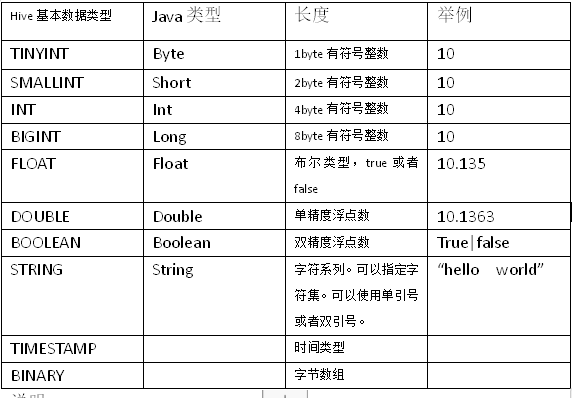 Hive 基本数据类型 Java 类型 长度 举例
TINYINT Byte 1byte 有符号整数 10
SMALLINT Short 2byte 有符号整数 10
INT Int 4byte 有符号整数 10
BIGINT Long 8byte 有符号整数 10
FLOAT Float 布尔类型，true 或者 10.135
false
DOUBLE Double 单精度浮点数 10.1363
BOOLEAN Boolean 双精度浮点数 True|false
STRING String 字符系列。可以指定字 “hello world”
符集。可以使用单引号
或者双引号。
TIMESTAMP 时间类型
BINARY 字节数组